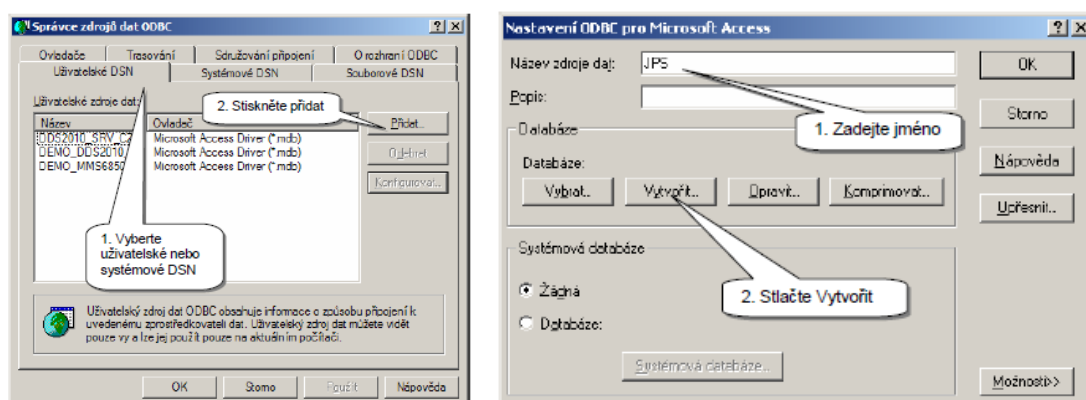 Správce zdrojů dat ODBC
Ovladače Trasování Sdružování připojení O rozhraní ODBC
Uživatelské DSN Systémové DSN Souborové DSN
Uživatelské zdroje dat:
2. Stiskněte přidat
Název Ovladač
DDS2010_SRV_CZ Microsoft Access Driver (*.mdb)
DEMO_DDS2010_ Microsoft Access Driver (*.mdb)
DEMO_MMS6850 Microsoft Access Driver (*.mdb)
Přidat...
Odebrat
Konfigurovat...
1. Vyberte
uživatelské nebo
systémové DSN
Uživatelský zdroj dat ODBC obsahuje informace o způsobu připojení k
uvedenému zprostředkovateli dat. Uživatelský zdroj dat můžete vidět
pouze vy a lze jej použít pouze na aktuálním počítači.
OK Storno Použít Nápověda
Nastavení ODBC pro Microsoft Access
Název zdroje dat: JPS
Popis:
1. Zadejte jméno
OK
Storno
Nápověda
Upřesnit..
Databáze
Databáze:
Vybrat.. Vytvořit.. Opravit.. Komprimovat..
Systémová databáze
Žádná
2. Stlačte Vytvořit
Databáze:
Systémová databáze..
Možnosti>>